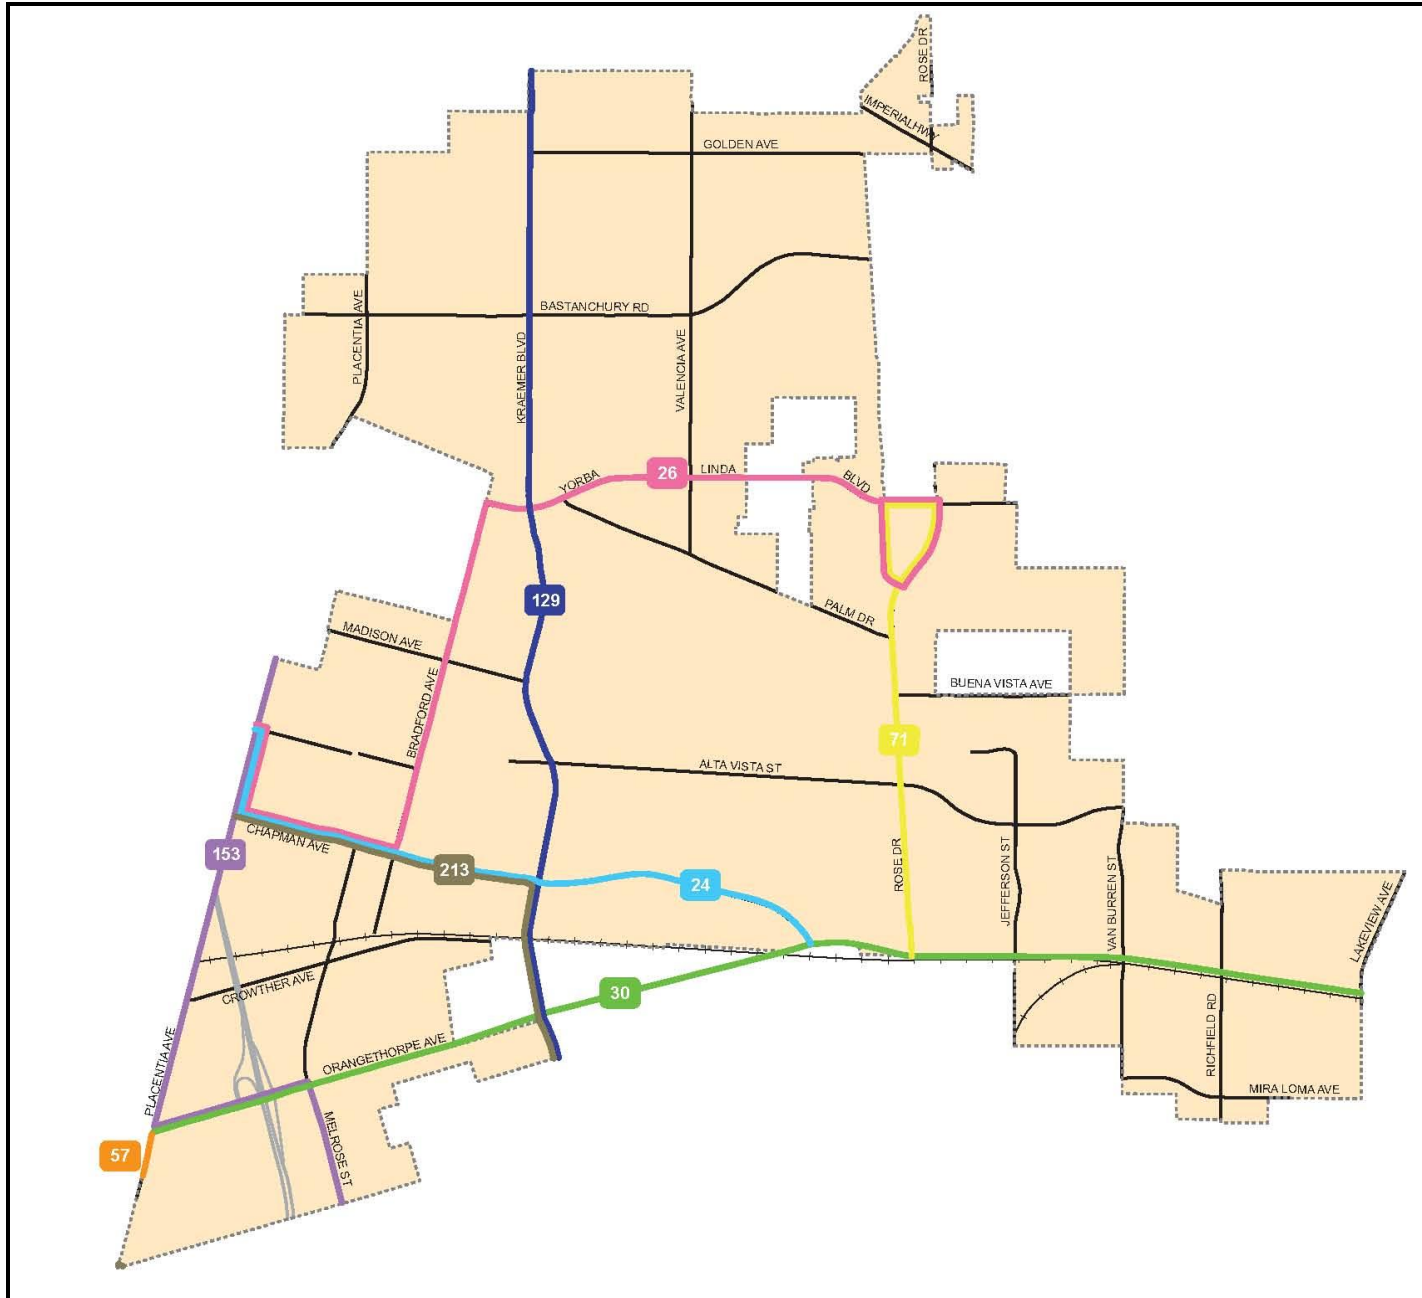 ROSE DR
IMPERIALHWY
GOLDEN AVE
PLACENTIA AVE
BASTANCHURY RD
KRAEMER BLVD
VALENCIA AVE
YORBA
26
LINDA
BLVD
129
PALM DR
MADISON AVE
BRADFORD AVE
BUENA VISTA AVE
71
ALTA VISTA ST
CHAPMAN AVE
153
213
24
ROSE DR
JEFFERSON ST
VAN BURREN ST
LAKEVIEW AVE
CROWTHER AVE
30
RICHFIELD RD
ORANGETHORPE AVE
PLACENTIA AVE
MIRA LOMA AVE
MELROSE ST
57